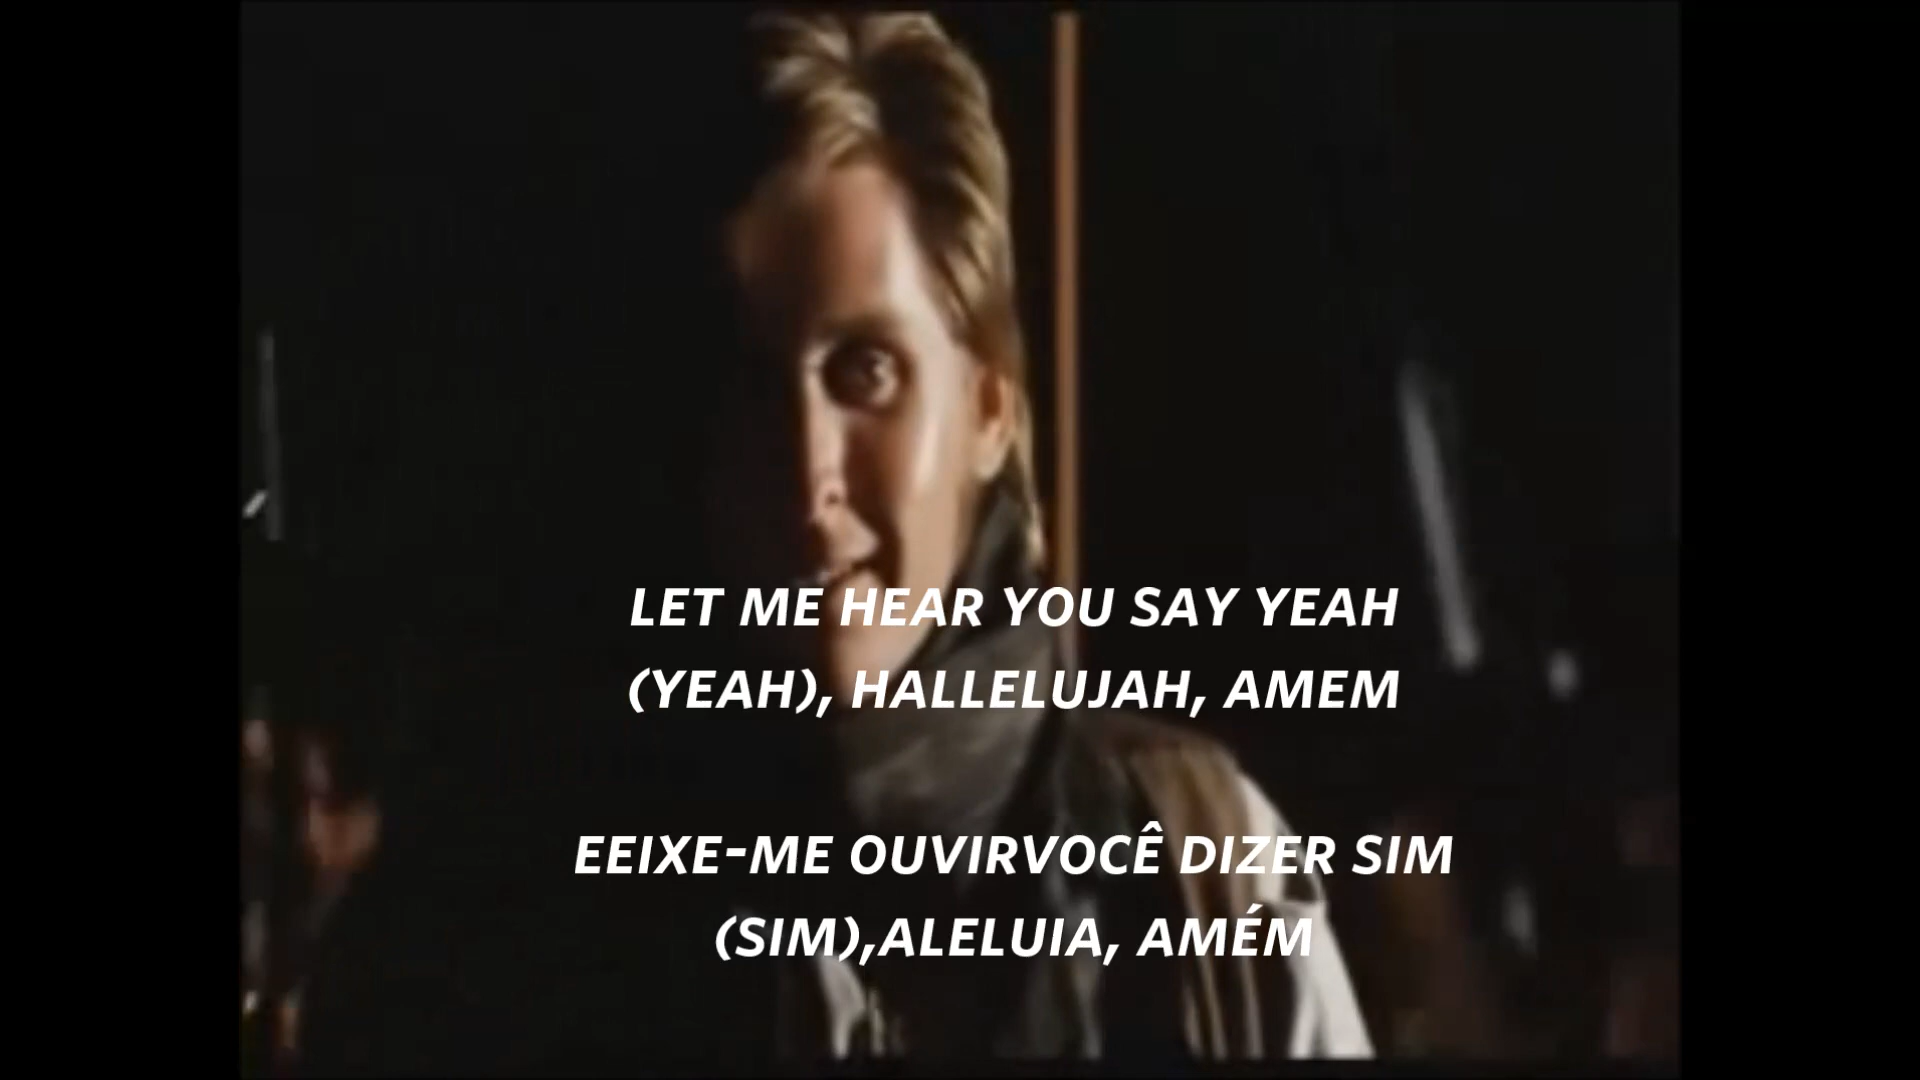 LET ME HEAR YOU SAY YEAH
(YEAH), HALLELUJAH, AMEM
EEIXE-ME OUVIRVOCÊ DIZER SIM
(SIM),ALELUIA, AMÉM